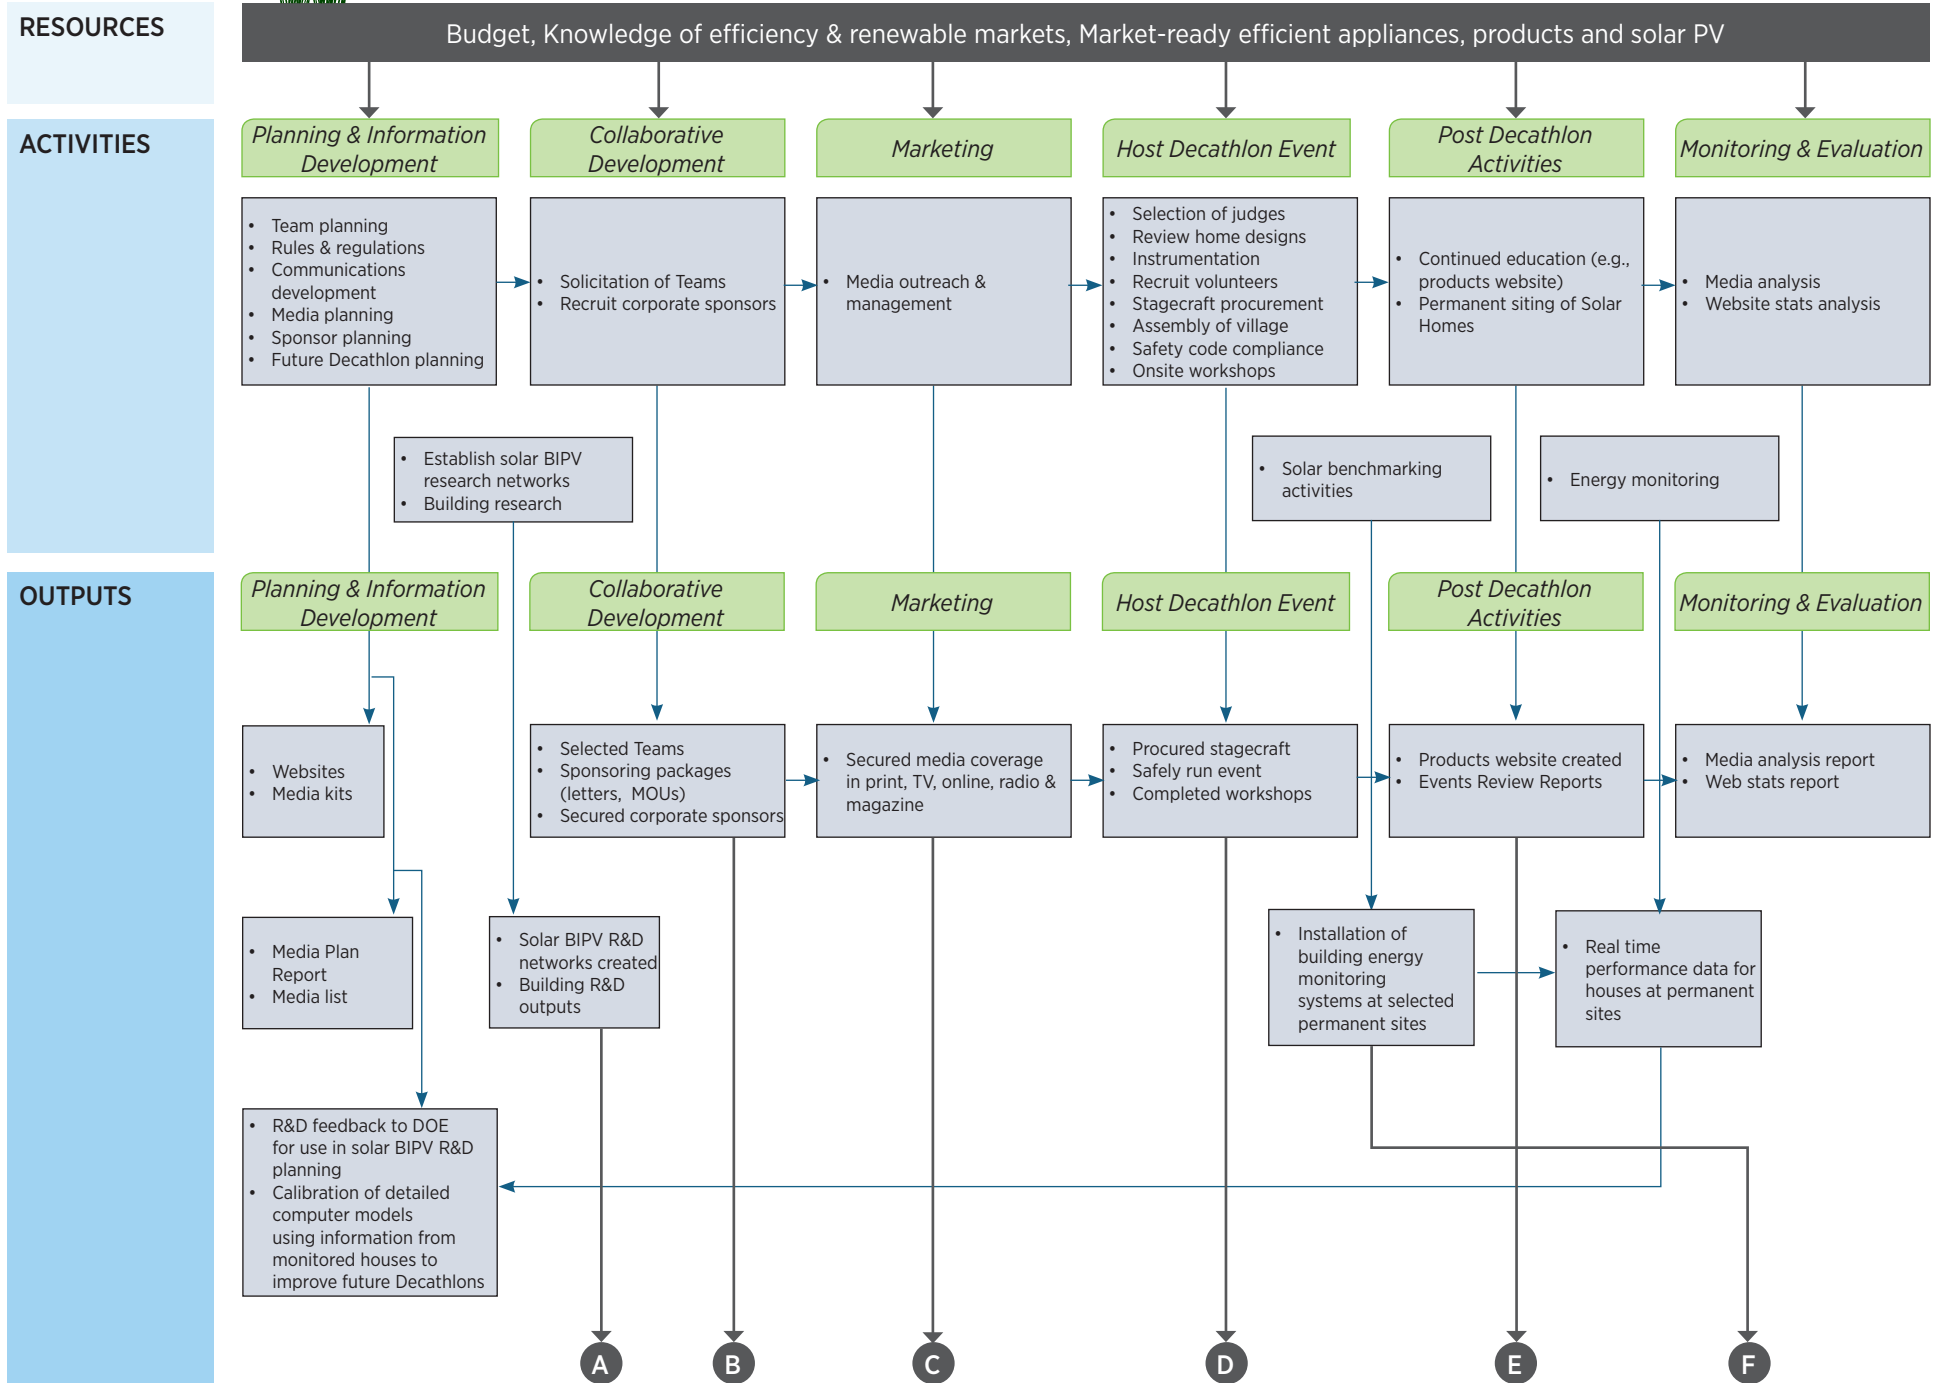 RESOURCES
Budget, Knowledge of efficiency & renewable markets, Market-ready efficient appliances, products and solar PV
ACTIVITIES
Planning & Information
Development
Collaborative
Development
Marketing
Host Decathlon Event
Post Decathlon
Activities
Monitoring & Evaluation
• Team planning
• Rules & regulations
• Communications
development
• Media planning
• Sponsor planning
• Future Decathlon planning
• Solicitation of Teams
• Recruit corporate sponsors
• Media outreach &
management
• Selection of judges
• Review home designs
• Instrumentation
• Recruit volunteers
• Stagecraft procurement
• Assembly of village
• Safety code compliance
• Onsite workshops
• Continued education (e.g.,
products website)
• Permanent siting of Solar
Homes
• Media analysis
• Website stats analysis
• Establish solar BIPV
research networks
• Building research
• Solar benchmarking
activities
• Energy monitoring
OUTPUTS
Planning & Information
Development
Collaborative
Development
Marketing
Host Decathlon Event
Post Decathlon
Activities
Monitoring & Evaluation
• Websites
• Media kits
• Selected Teams
• Sponsoring packages
(letters, MOUs)
• Secured corporate sponsors
• Secured media coverage
in print, TV, online, radio &
magazine
• Procured stagecraft
• Safely run event
• Completed workshops
• Products website created
• Events Review Reports
• Media analysis report
• Web stats report
• Media Plan
Report
• Media list
• Solar BIPV R&D
networks created
• Building R&D
outputs
• Installation of
building energy
monitoring
systems at selected
permanent sites
• Real time
performance data for
houses at permanent
sites
• R&D feedback to DOE
for use in solar BIPV R&D
planning
• Calibration of detailed
computer models
using information from
monitored houses to
improve future Decathlons
A
B
C
D
E
F